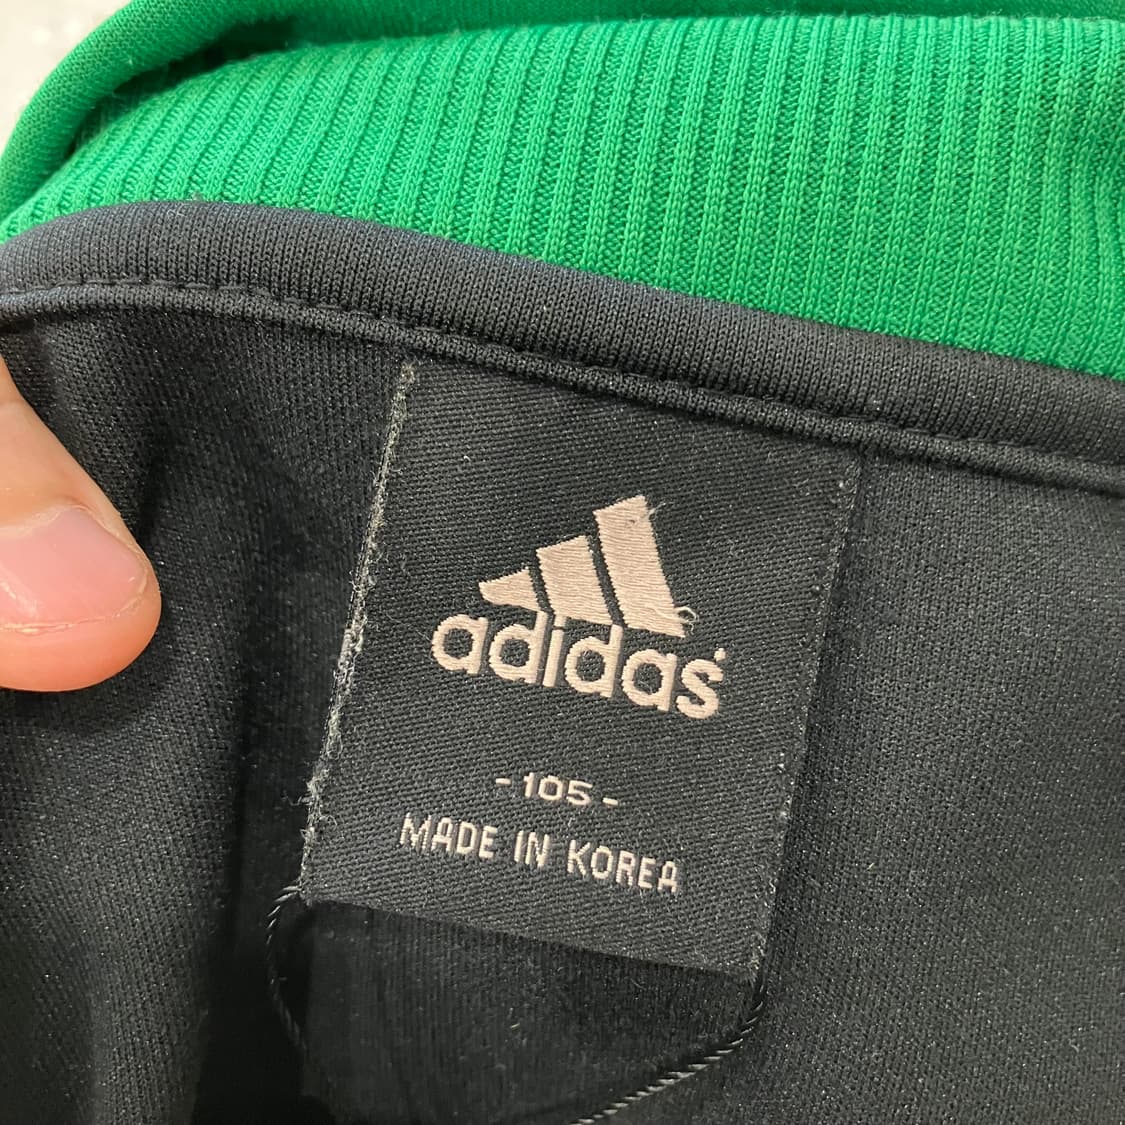 adidas
- 105 -
MADE IN KOREA